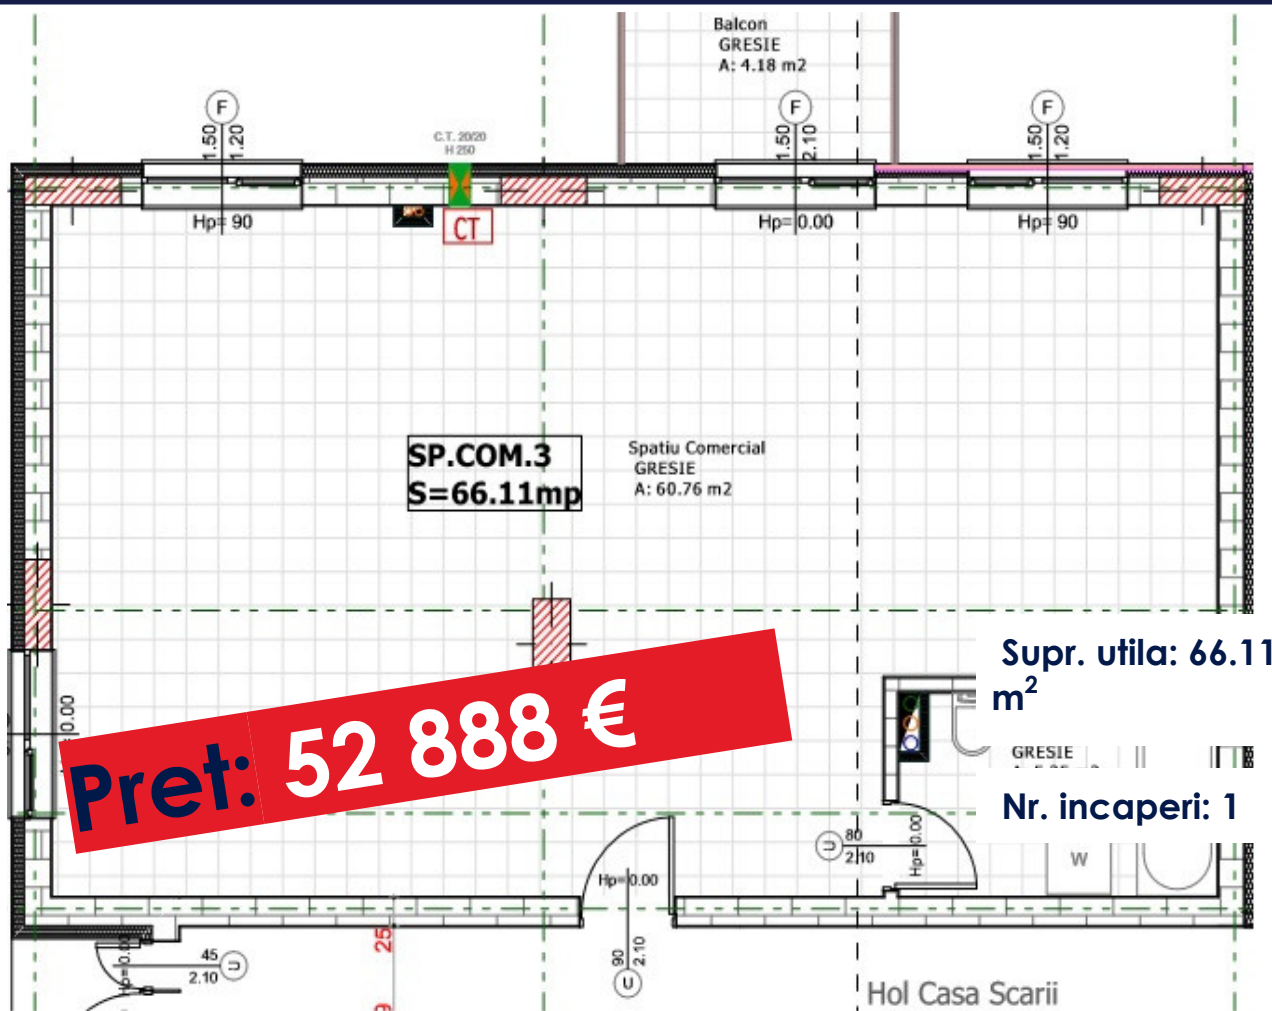 Balcon
GRESIE
A: 4.18 m2
F
1.50
1.20
C.T. 20/20
H 250
F
1.50
2.10
F
1.50
1.20
Hp= 90
CT
Hp=0.00
Hp= 90
SP.COM.3
S=66.11mp
Spatiu Comercial
GRESIE
A: 60.76 m2
Supr. utila: 66.11
m²
0.00
Pret: 52 888 €
GRESIE
Nr. incaperi: 1
U
80
2.10
Hp=0.00
W
Hp=0.00
25
Hp=0.00
45
2.10
U
90
2.10
U
Hol Casa Scarii